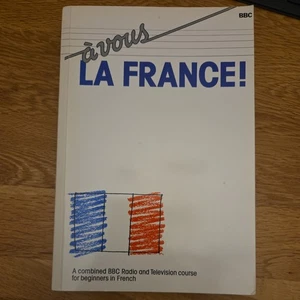 BBC
à vous
LA FRANCE!
A combined BBC Radio and Television course
for beginners in French